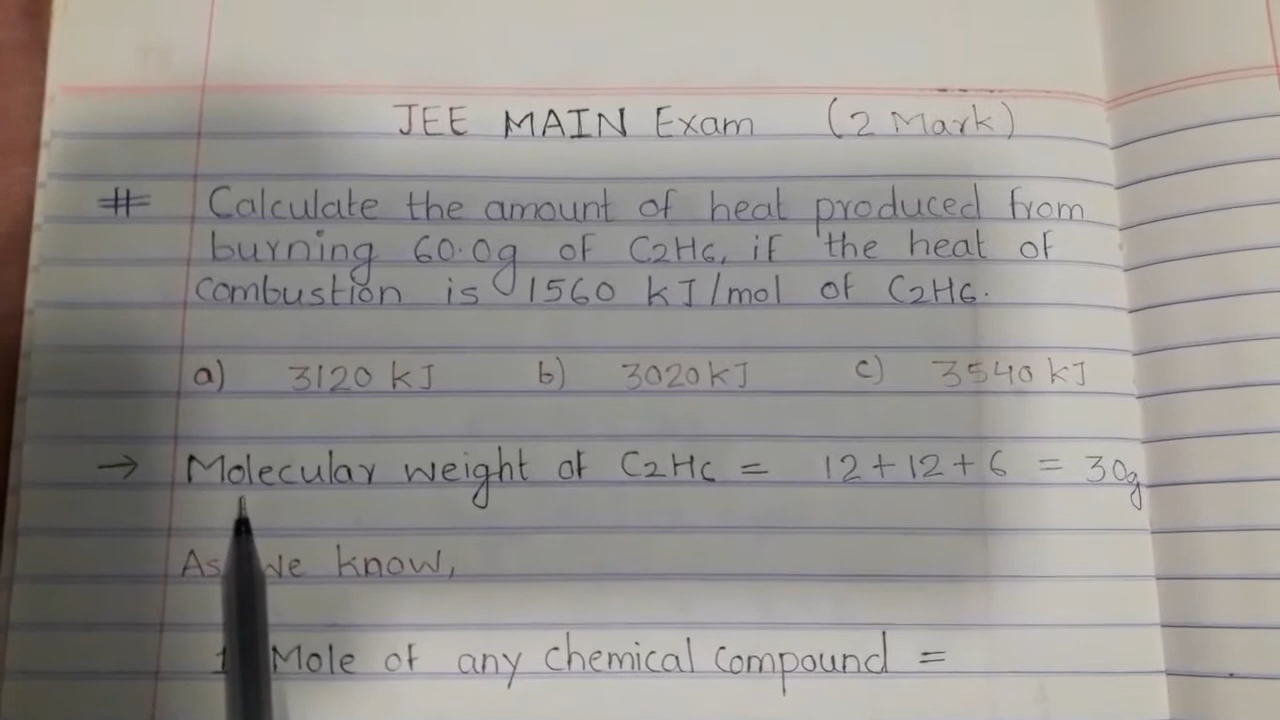 JEE MAIN Exam (2 Mark)
# Calculate the amount of heat produced from
burning 60.0g of C2H6, if the heat of
combustion is 1560 kJ/mol of C2H6.
a) 3120 kJ b) 3020 kJ c) 3540 kJ
→ Molecular weight of C2H6 = 12+12+6 = 30g
As we know,
1 Mole of any chemical compound =